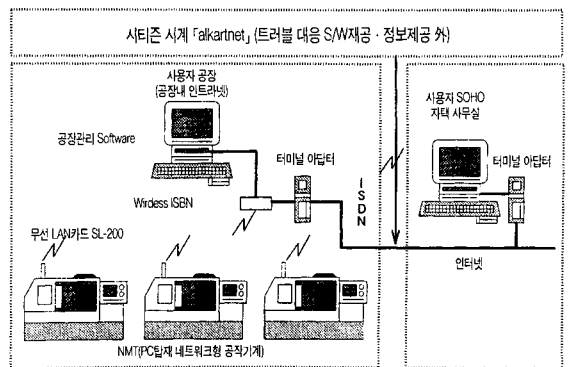 시티즌 시계 「alkartnet」(트러블 대응 S/W재공 · 정보제공 外)
사용자 공장
(공장내 인트라넷)
공장관리 Software
터미널 아답터
Wirdess iSBN
무선 LAN카드 SL-200
ISDN
사용자 SOHO
자택 사무실
터미널 아답터
인터넷
NMT(PC탑재 네트워크형 공작기계)